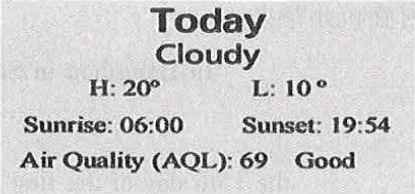 Today
Cloudy
H: 20° L: 10 °
Sunrise: 06:00 Sunset: 19:54
Air Quality (AQL): 69 Good